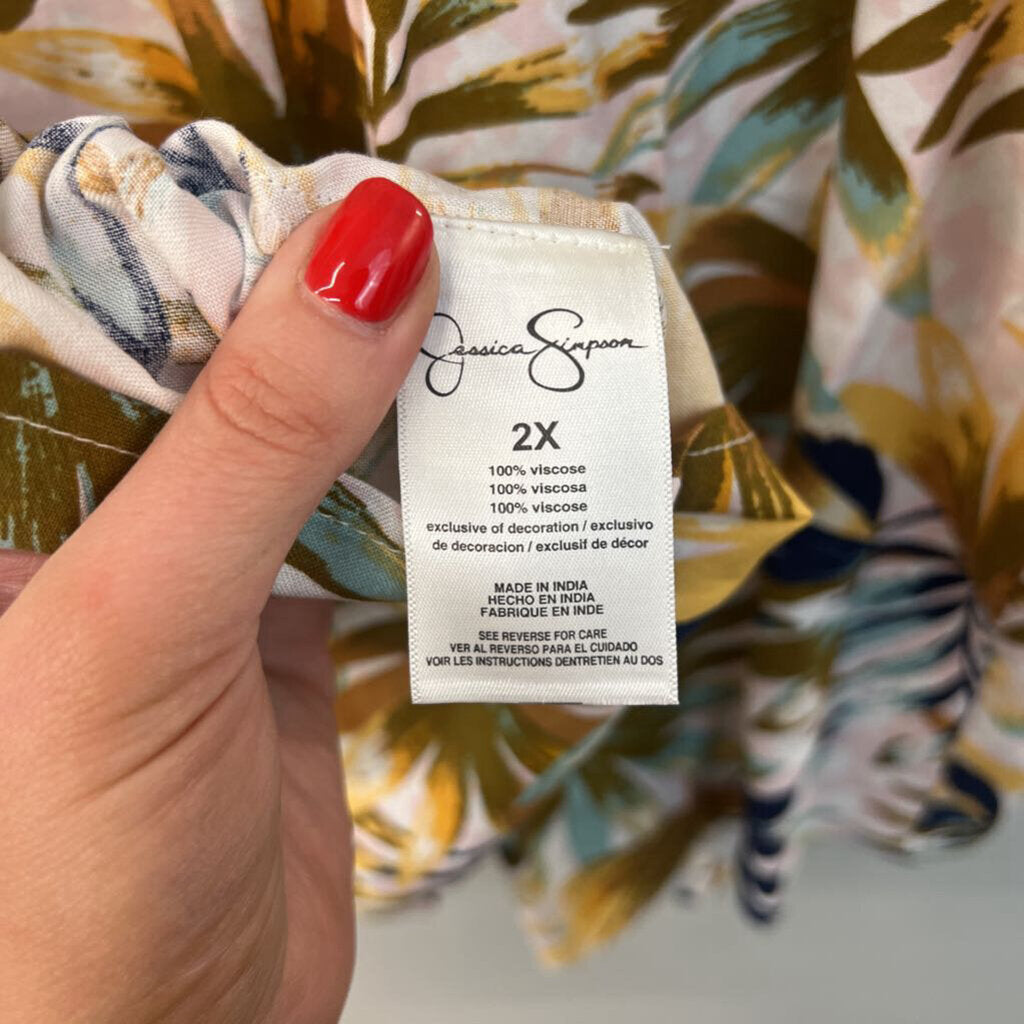 Jessica Simpson
2X
100% viscose
100% viscosa
100% viscose
exclusive of decoration / exclusivo
de decoracion / exclusif de décor
MADE IN INDIA
HECHO EN INDIA
FABRIQUE EN INDE
SEE REVERSE FOR CARE
VER AL REVERSO PARA EL CUIDADO
VOIR LES INSTRUCTIONS DENTRETIEN AU DOS